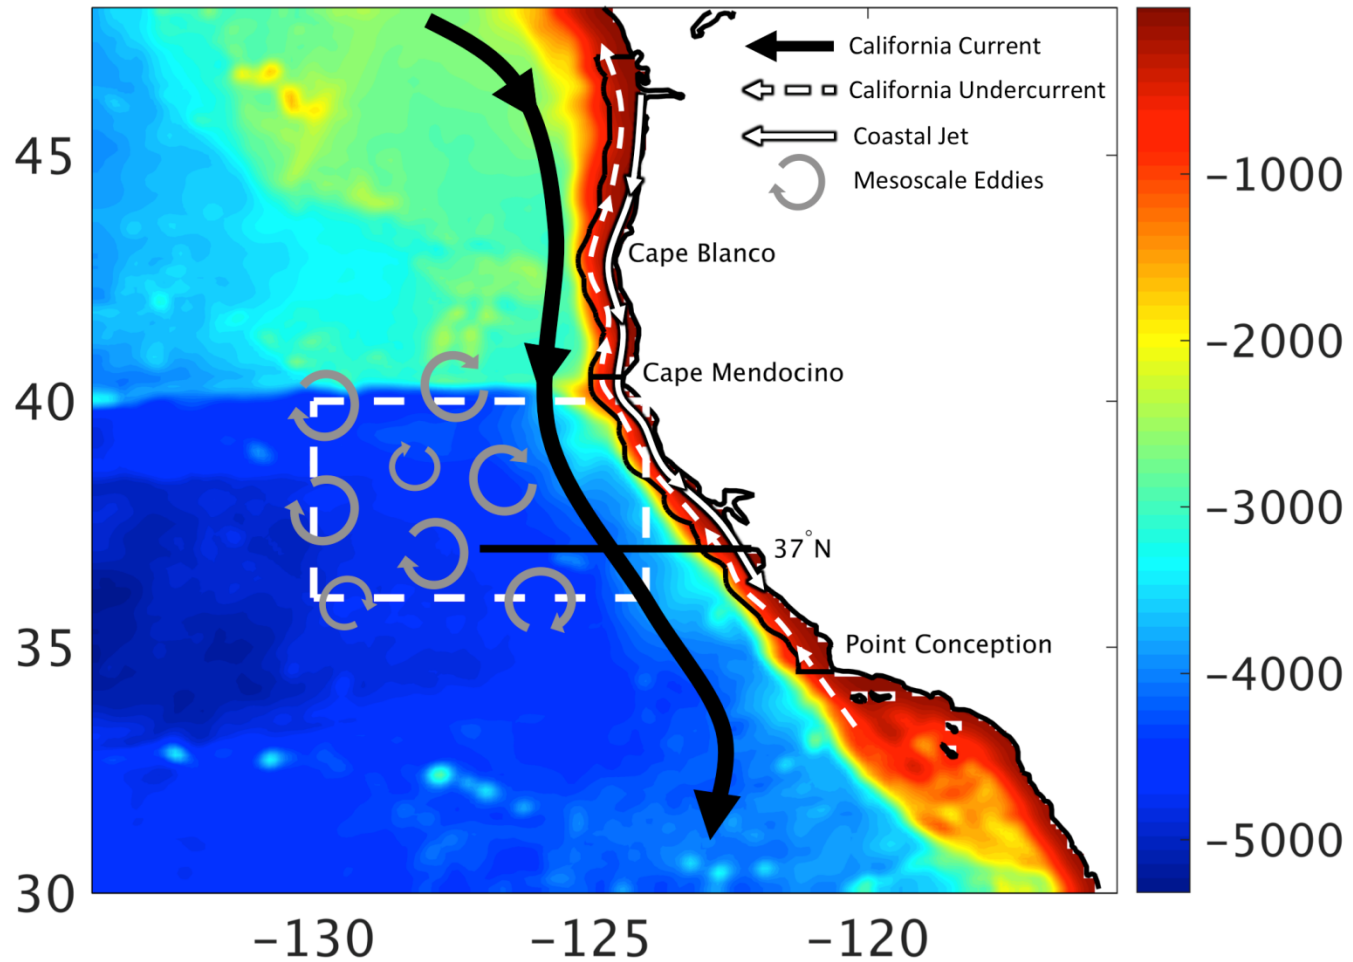 California Current
California Undercurrent
Coastal Jet
Mesoscale Eddies
45
-1000
Cape Blanco
-2000
Cape Mendocino
40
-3000
37°N
35
Point Conception
-4000
-5000
30
-130
-125
-120